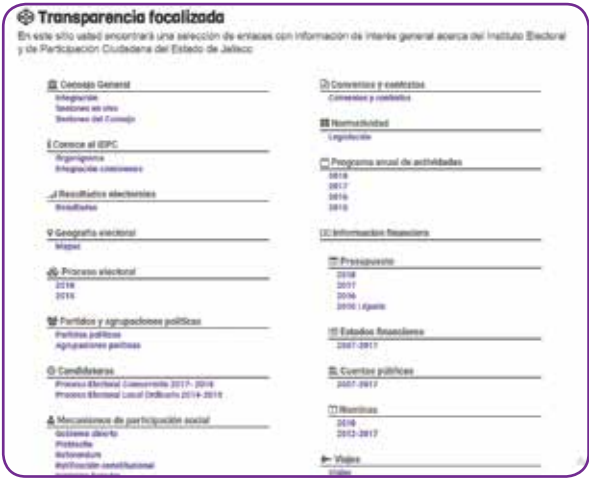 Transparencia focalizada
En este sitio usted encontrará una selección de enlaces con información de interés general acerca del Instituto Electoral
y de Participación Ciudadana del Estado de Jalisco
Consejo General
Integración
Sesiones en vivo
Sesiones del Consejo
Conoce al IEPC
Organigrama
Integración comisiones
Resultados electorales
Resultados
Geografía electoral
Mapas
Proceso electoral
2018
2015
Partidos y agrupaciones políticas
Partidos políticos
Agrupaciones políticas
Candidaturas
Proceso Electoral Concurrente 2017- 2018
Proceso Electoral Local Ordinario 2014-2015
Mecanismos de participación social
Gobierno abierto
Plebiscito
Referendum
Ratificación constitucional
Convenios y contratos
Convenios y contratos
Normatividad
Legislación
Programa anual de actividades
2018
2017
2016
2015
Información financiera
Presupuesto
2018
2017
2016
2015 | Ajuste
Estados financieros
2007-2017
Cuentas públicas
2007-2017
Nominas
2018
2012-2017
Viajes
Viajes